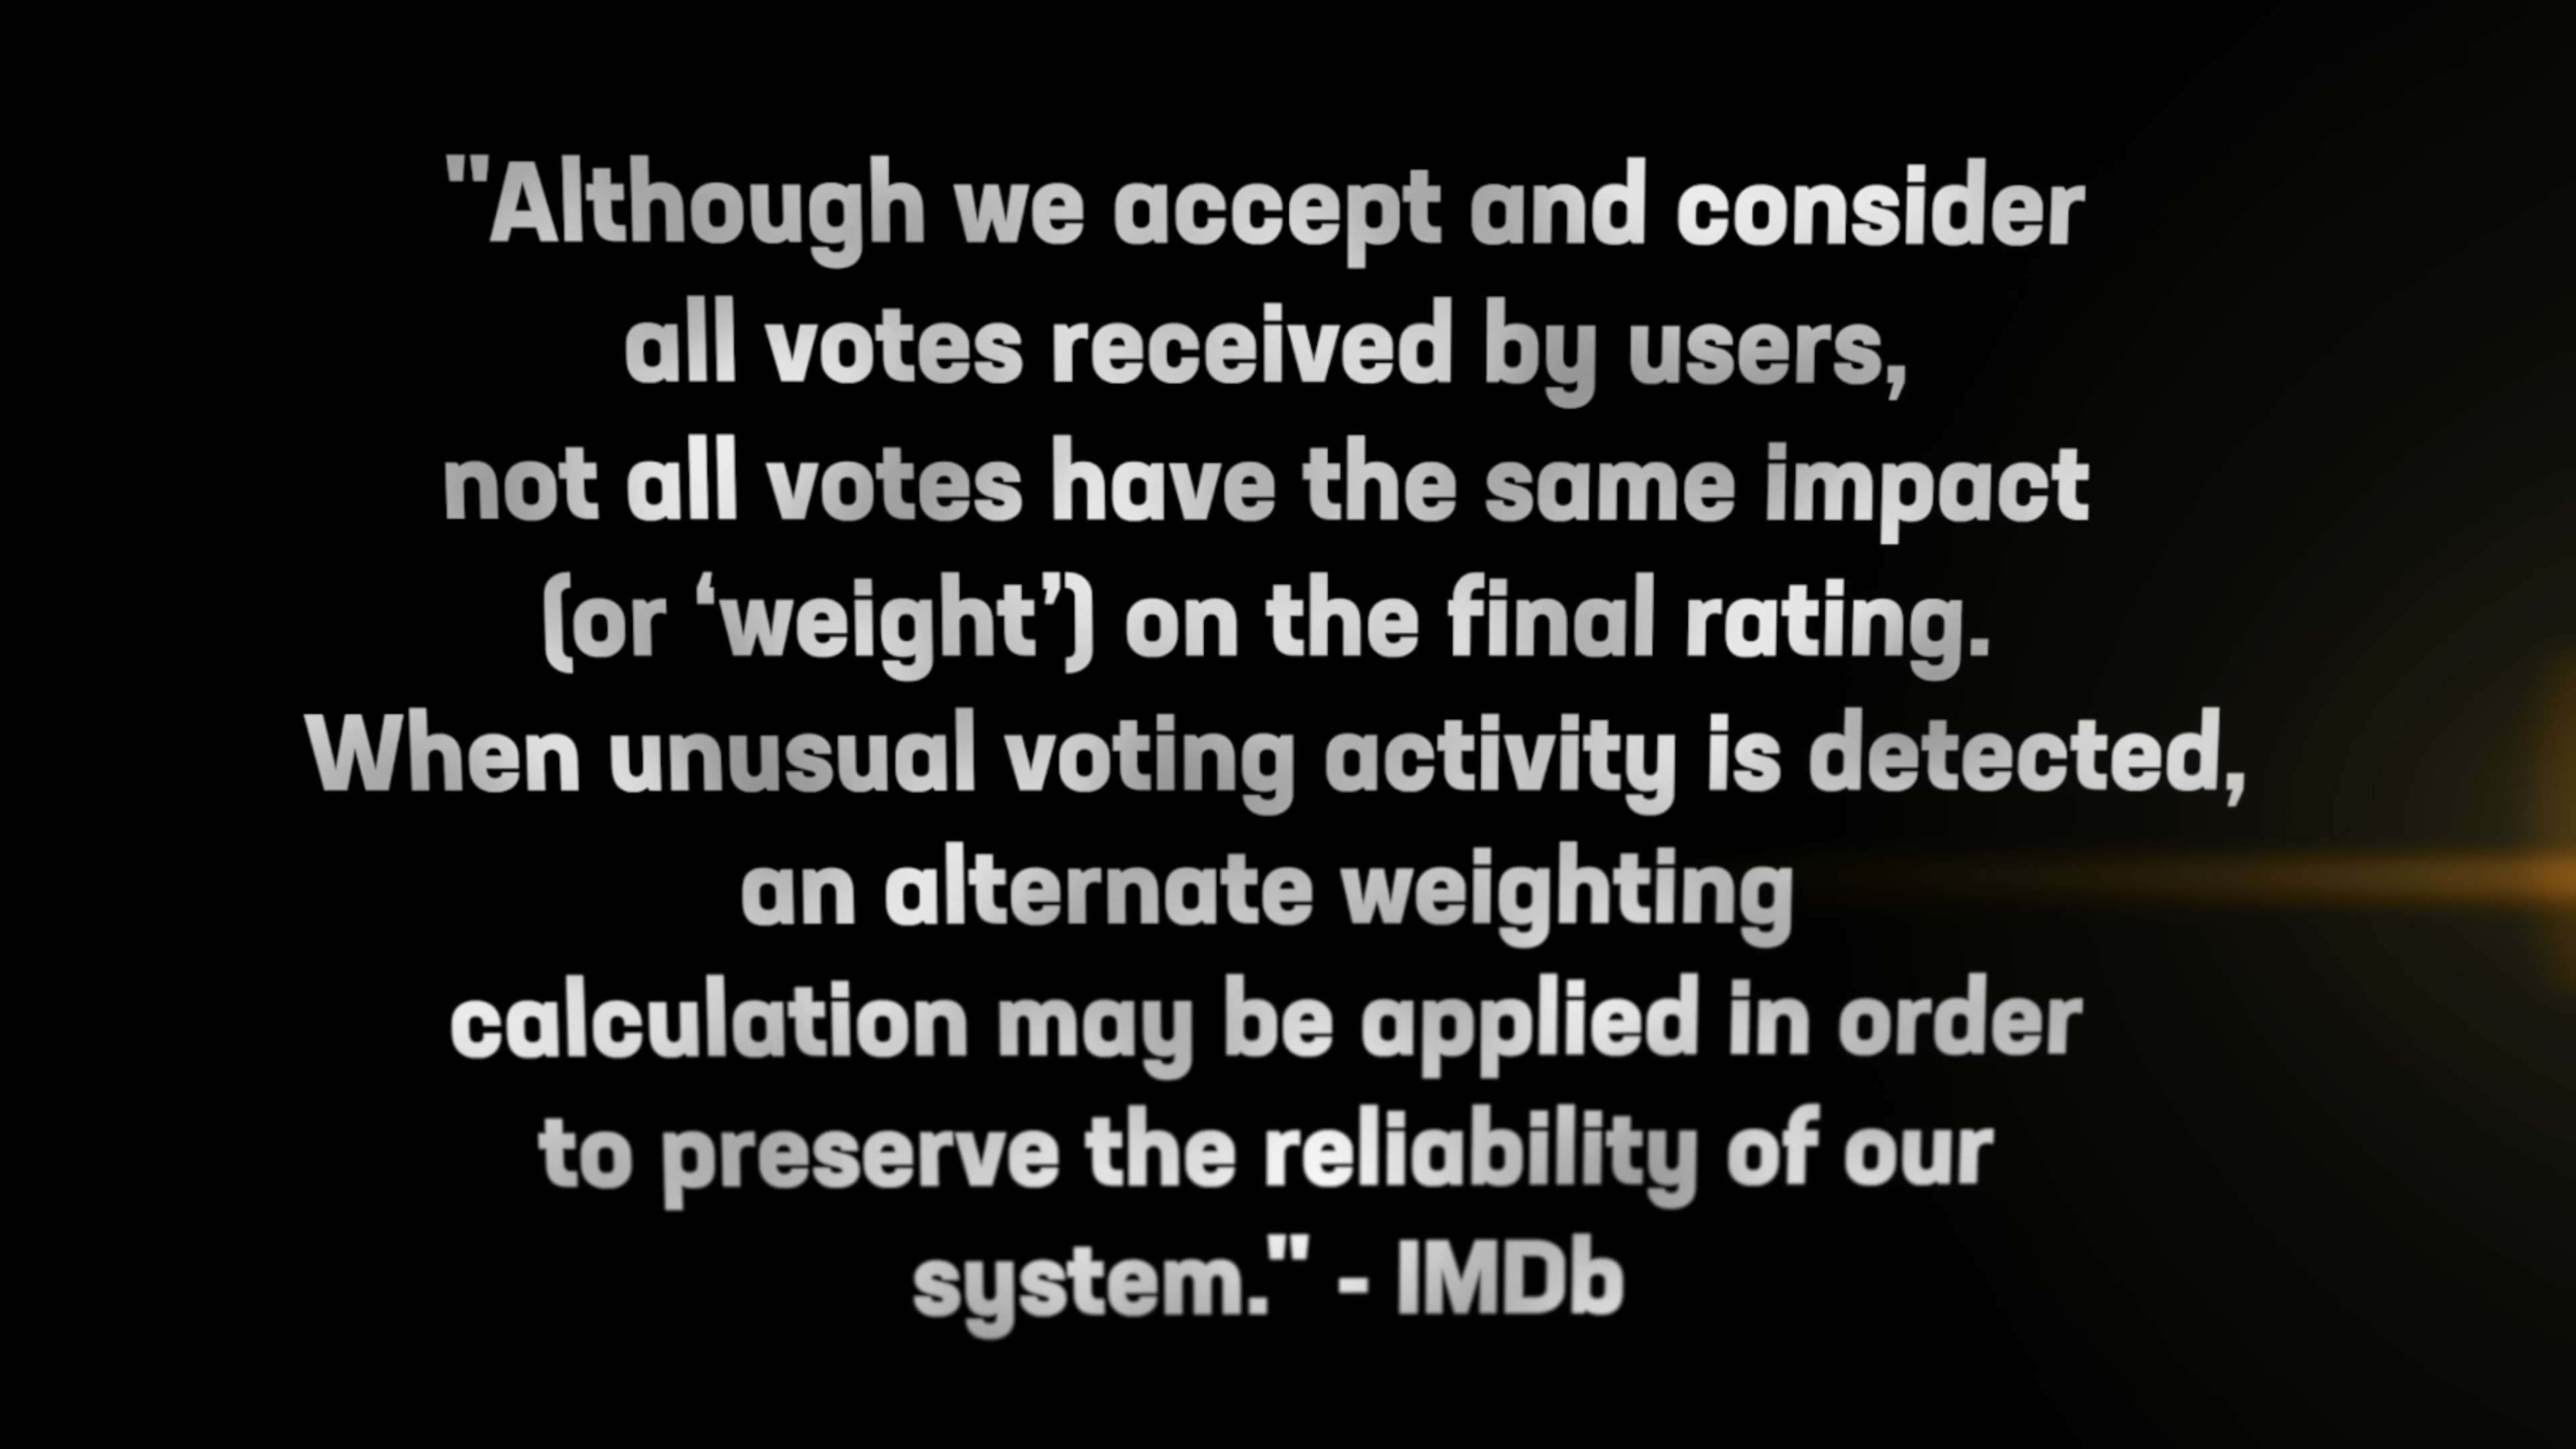 "Although we accept and consider
all votes received by users,
not all votes have the same impact
(or ‘weight’) on the final rating.
When unusual voting activity is detected,
an alternate weighting
calculation may be applied in order
to preserve the reliability of our
system." - IMDb